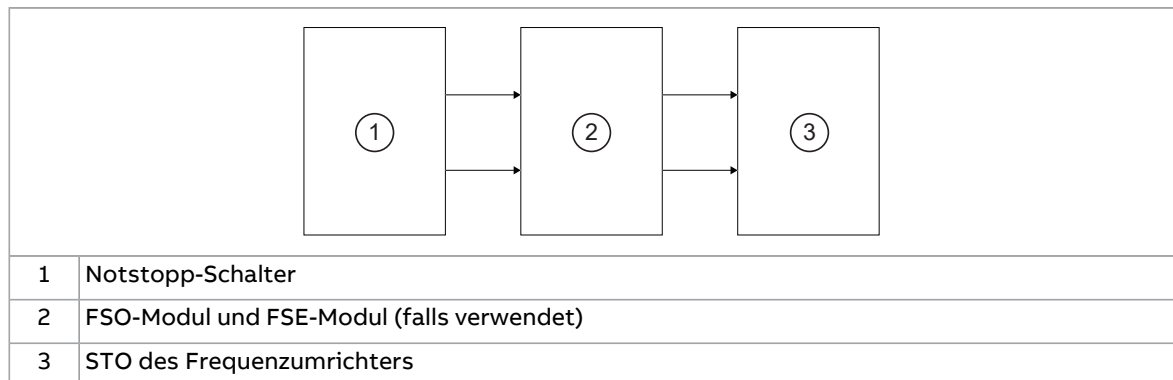 1
2
3
1 Notstopp-Schalter
2 FSO-Modul und FSE-Modul (falls verwendet)
3 STO des Frequenzumrichters